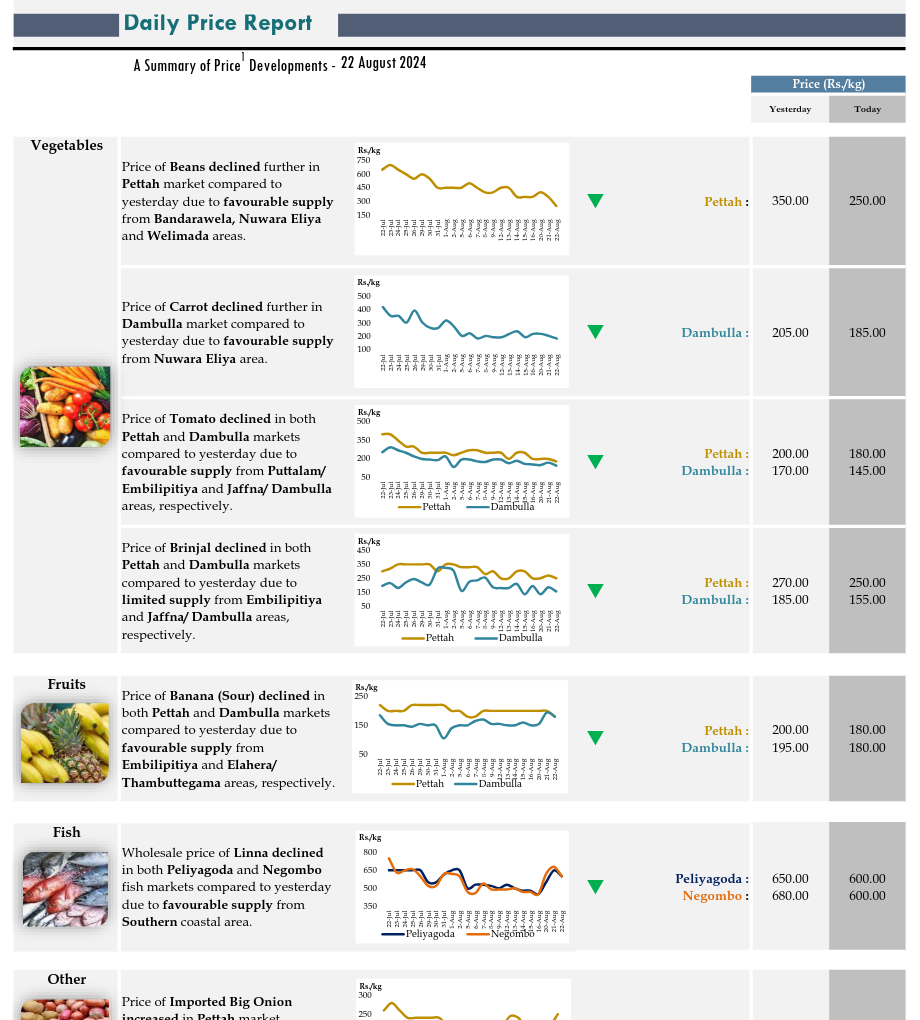 Daily Price Report
A Summary of Price1 Developments - 22 August 2024
Price (Rs./kg)
Yesterday Today
Vegetables
Price of Beans declined further in
Pettah market compared to
yesterday due to favourable supply
from Bandarawela, Nuwara Eliya
and Welimada areas.
Rs./kg
750
600
450
300
150
22-Jul 23-Jul 24-Jul 25-Jul 26-Jul 29-Jul 30-Jul 31-Jul 1-Aug 2-Aug 5-Aug 6-Aug 7-Aug 8-Aug 9-Aug 12-Aug 13-Aug 14-Aug 15-Aug 16-Aug 20-Aug 21-Aug 22-Aug
Pettah : 350.00 250.00
Price of Carrot declined further in
Dambulla market compared to
yesterday due to favourable supply
from Nuwara Eliya area.
Rs./kg
500
400
300
200
100
22-Jul 23-Jul 24-Jul 25-Jul 26-Jul 29-Jul 30-Jul 31-Jul 1-Aug 2-Aug 5-Aug 6-Aug 7-Aug 8-Aug 9-Aug 12-Aug 13-Aug 14-Aug 15-Aug 16-Aug 20-Aug 21-Aug 22-Aug
Dambulla : 205.00 185.00
Price of Tomato declined in both
Pettah and Dambulla markets
compared to yesterday due to
favourable supply from Puttalam/
Embilipitiya and Jaffna/ Dambulla
areas, respectively.
Rs./kg
500
350
200
50
22-Jul 23-Jul 24-Jul 25-Jul 26-Jul 29-Jul 30-Jul 31-Jul 1-Aug 2-Aug 5-Aug 6-Aug 7-Aug 8-Aug 9-Aug 12-Aug 13-Aug 14-Aug 15-Aug 16-Aug 20-Aug 21-Aug 22-Aug
Pettah Dambulla
Pettah : 200.00 180.00
Dambulla : 170.00 145.00
Price of Brinjal declined in both
Pettah and Dambulla markets
compared to yesterday due to
limited supply from Embilipitiya
and Jaffna/ Dambulla areas,
respectively.
Rs./kg
450
350
250
150
50
22-Jul 23-Jul 24-Jul 25-Jul 26-Jul 29-Jul 30-Jul 31-Jul 1-Aug 2-Aug 5-Aug 6-Aug 7-Aug 8-Aug 9-Aug 12-Aug 13-Aug 14-Aug 15-Aug 16-Aug 20-Aug 21-Aug 22-Aug
Pettah Dambulla
Pettah : 270.00 250.00
Dambulla : 185.00 155.00
Fruits
Price of Banana (Sour) declined in
both Pettah and Dambulla markets
compared to yesterday due to
favourable supply from
Embilipitiya and Elahera/
Thambuttegama areas, respectively.
Rs./kg
250
150
50
22-Jul 23-Jul 24-Jul 25-Jul 26-Jul 29-Jul 30-Jul 31-Jul 1-Aug 2-Aug 5-Aug 6-Aug 7-Aug 8-Aug 9-Aug 12-Aug 13-Aug 14-Aug 15-Aug 16-Aug 20-Aug 21-Aug 22-Aug
Pettah Dambulla
Pettah : 200.00 180.00
Dambulla : 195.00 180.00
Fish
Wholesale price of Linna declined
in both Peliyagoda and Negombo
fish markets compared to yesterday
due to favourable supply from
Southern coastal area.
Rs./kg
800
650
500
350
22-Jul 23-Jul 24-Jul 25-Jul 26-Jul 29-Jul 30-Jul 31-Jul 1-Aug 2-Aug 5-Aug 6-Aug 7-Aug 8-Aug 9-Aug 12-Aug 13-Aug 14-Aug 15-Aug 16-Aug 20-Aug 21-Aug 22-Aug
Peliyagoda Negombo
Peliyagoda : 650.00 600.00
Negombo : 680.00 600.00
Other
Price of Imported Big Onion
increased in Pettah market
Rs./kg
300
250